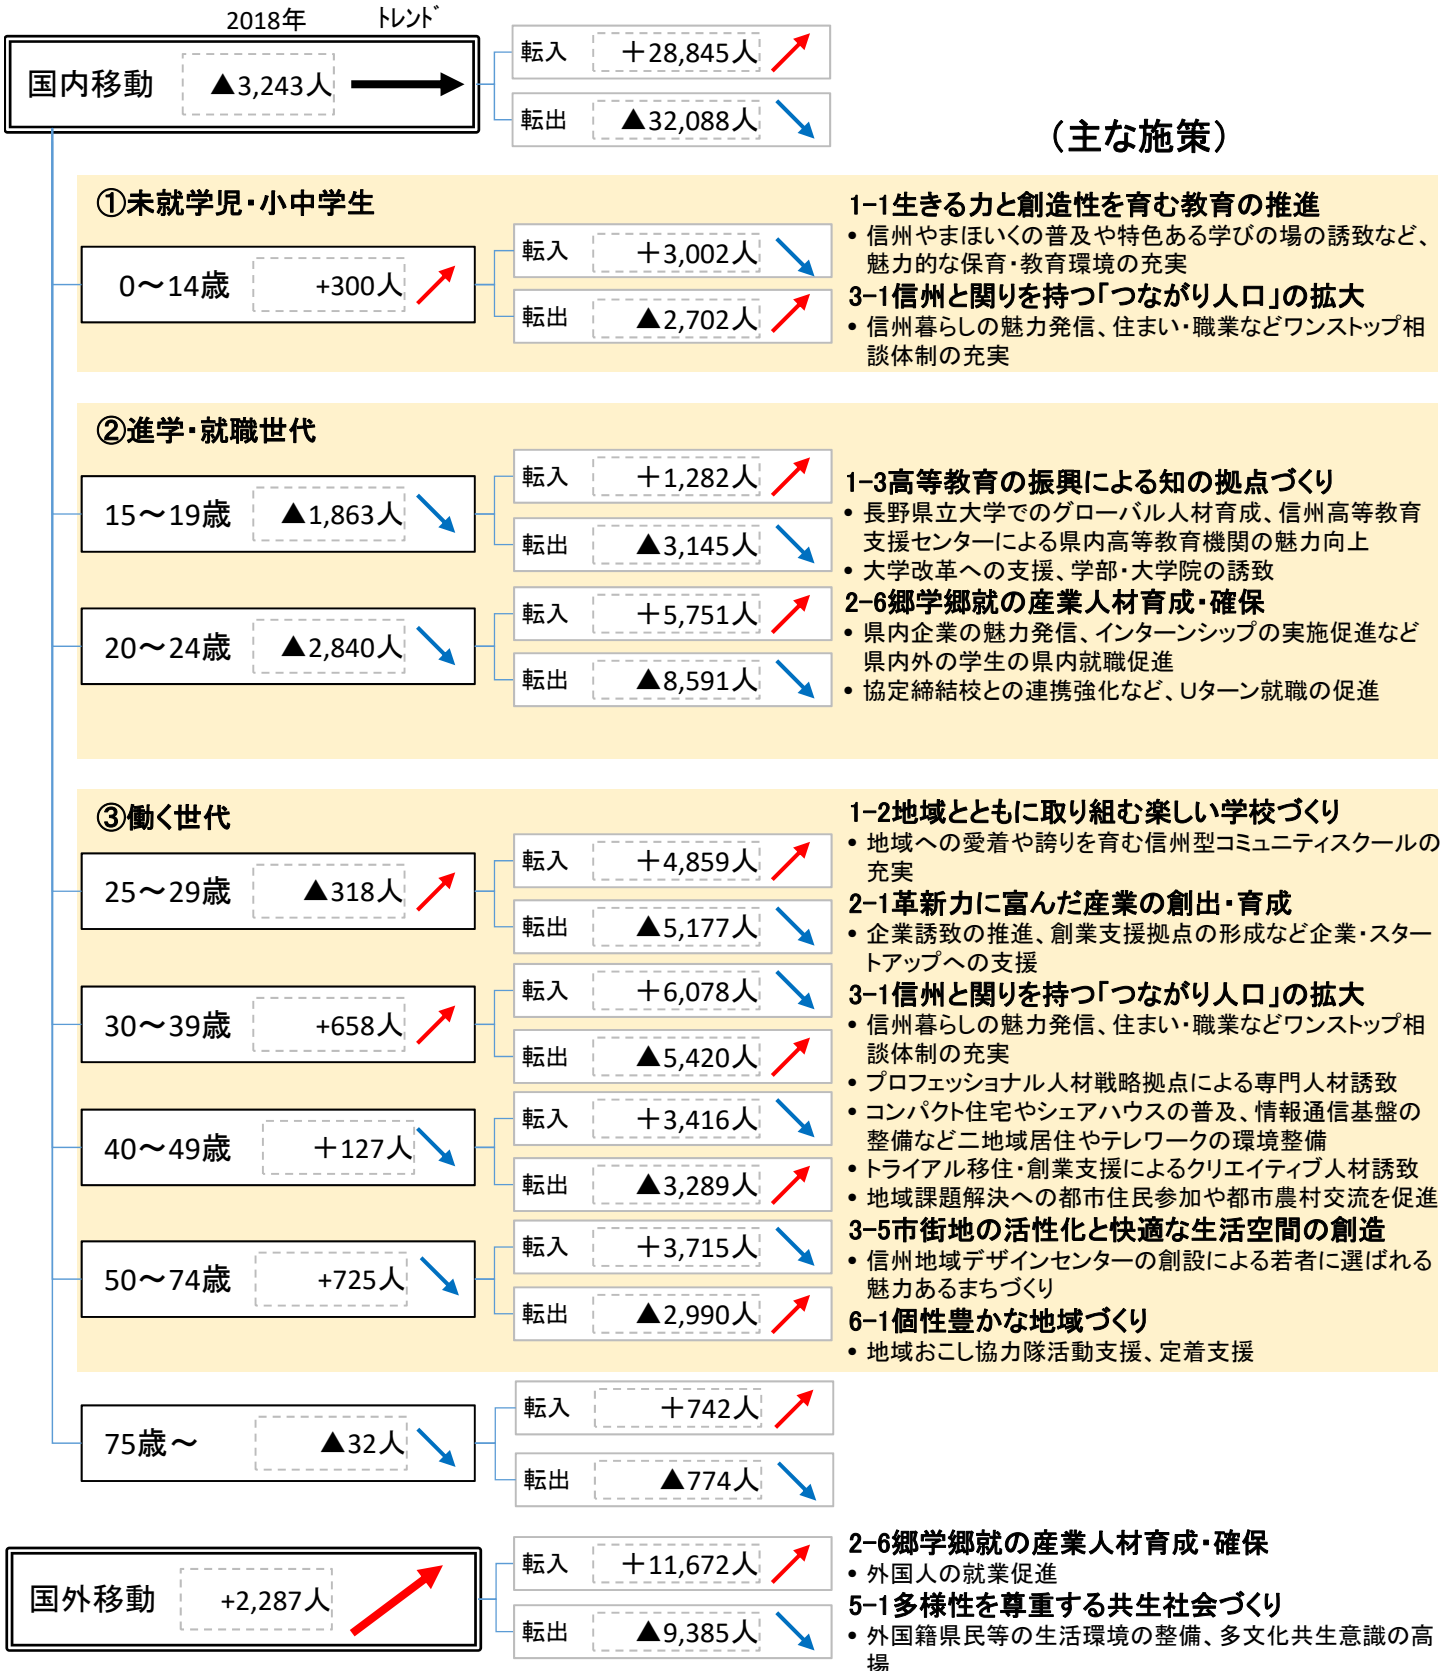 2018年 トレンド
国内移動 ▲3,243人
転入 ＋28,845人
転出 ▲32,088人
（主な施策）
①未就学児・小中学生
0～14歳 +300人
転入 ＋3,002人
転出 ▲2,702人
1-1生きる力と創造性を育む教育の推進
• 信州やまほいくの普及や特色ある学びの場の誘致など、
魅力的な保育・教育環境の充実
3-1信州と関りを持つ「つながり人口」の拡大
• 信州暮らしの魅力発信、住まい・職業などワンストップ相
談体制の充実
②進学・就職世代
15～19歳 ▲1,863人
転入 ＋1,282人
転出 ▲3,145人
20～24歳 ▲2,840人
転入 ＋5,751人
転出 ▲8,591人
1-3高等教育の振興による知の拠点づくり
• 長野県立大学でのグローバル人材育成、信州高等教育
支援センターによる県内高等教育機関の魅力向上
• 大学改革への支援、学部・大学院の誘致
2-6郷学郷就の産業人材育成・確保
• 県内企業の魅力発信、インターンシップの実施促進など
県内外の学生の県内就職促進
• 協定締結校との連携強化など、Uターン就職の促進
③働く世代
25～29歳 ▲318人
転入 ＋4,859人
転出 ▲5,177人
30～39歳 +658人
転入 ＋6,078人
転出 ▲5,420人
40～49歳 ＋127人
転入 ＋3,416人
転出 ▲3,289人
50～74歳 +725人
転入 ＋3,715人
転出 ▲2,990人
1-2地域とともに取り組む楽しい学校づくり
• 地域への愛着や誇りを育む信州型コミュニティスクールの
充実
2-1革新力に富んだ産業の創出・育成
• 企業誘致の推進、創業支援拠点の形成など企業・スター
トアップへの支援
3-1信州と関りを持つ「つながり人口」の拡大
• 信州暮らしの魅力発信、住まい・職業などワンストップ相
談体制の充実
• プロフェッショナル人材戦略拠点による専門人材誘致
• コンパクト住宅やシェアハウスの普及、情報通信基盤の
整備など二地域居住やテレワークの環境整備
• トライアル移住・創業支援によるクリエイティブ人材誘致
• 地域課題解決への都市住民参加や都市農村交流を促進
3-5市街地の活性化と快適な生活空間の創造
• 信州地域デザインセンターの創設による若者に選ばれる
魅力あるまちづくり
6-1個性豊かな地域づくり
• 地域おこし協力隊活動支援、定着支援
75歳～ ▲32人
転入 ＋742人
転出 ▲774人
国外移動 +2,287人
転入 ＋11,672人
転出 ▲9,385人
2-6郷学郷就の産業人材育成・確保
• 外国人の就業促進
5-1多様性を尊重する共生社会づくり
• 外国籍県民等の生活環境の整備、多文化共生意識の高
揚